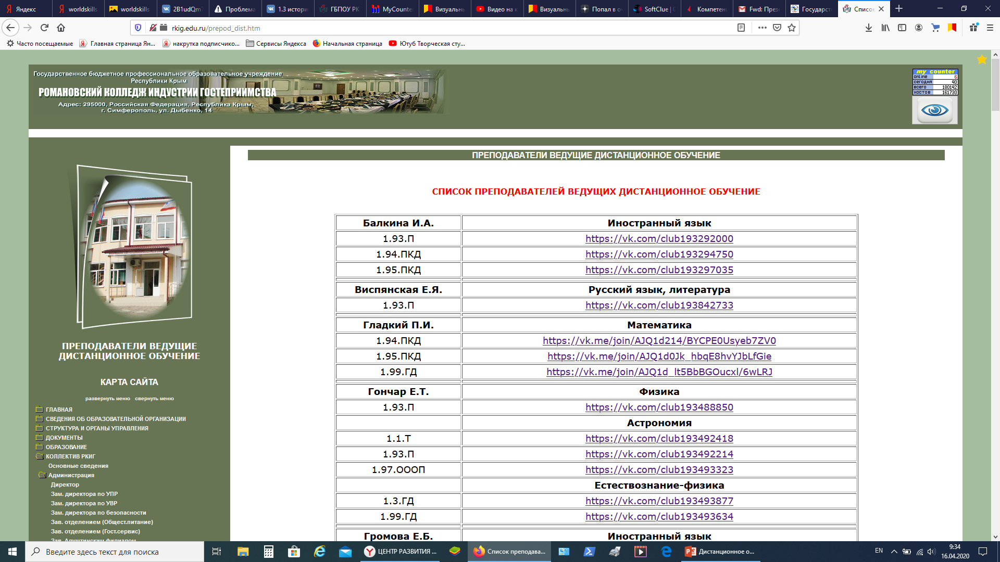 Яндекс
worldskills
worldskills
2B1udQm
Проблема
1.3 истори
ГБПОУ РК
MyCounte
Визуальны
Видео на к
Визуальны
Попал в о
SoftClue |
Компетен
Fwd: През
Государст
Список
rkig.edu.ru/prepod_dist.htm
Часто посещаемые
Главная страница Ян...
накрутка подписчико...
Сервисы Яндекса
Начальная страница
Ютуб Творческая сту...
Государственное бюджетное профессиональное образовательное учреждение
Республики Крым
РОМАНОВСКИЙ КОЛЛЕДЖ ИНДУСТРИИ ГОСТЕПРИИМСТВА
Адрес: 295000, Российская Федерация, Республика Крым,
г. Симферополь, ул. Дыбенко, 14
my counter
online 6
сегодня 40
всего 180142
хостов 161730
ПРЕПОДАВАТЕЛИ ВЕДУЩИЕ
ДИСТАНЦИОННОЕ ОБУЧЕНИЕ
КАРТА САЙТА
развернуть меню свернуть меню
ГЛАВНАЯ
СВЕДЕНИЯ ОБ ОБРАЗОВАТЕЛЬНОЙ ОРГАНИЗАЦИИ
СТРУКТУРА И ОРГАНЫ УПРАВЛЕНИЯ
ДОКУМЕНТЫ
ОБРАЗОВАНИЕ
КОЛЛЕКТИВ РКИГ
Основные сведения
Администрация
Директор
Зам. директора по УПР
Зам. директора по УВР
Зам. директора по безопасности
Зав. отделением (Общест.питание)
Зав. отделением (Гост.сервис)
Зав. Алуштинским филиалом
ПРЕПОДАВАТЕЛИ ВЕДУЩИЕ ДИСТАНЦИОННОЕ ОБУЧЕНИЕ
СПИСОК ПРЕПОДАВАТЕЛЕЙ ВЕДУЩИХ ДИСТАНЦИОННОЕ ОБУЧЕНИЕ
Балкина И.А. Иностранный язык
1.93.П https://vk.com/club193292000
1.94.ПКД https://vk.com/club193294750
1.95.ПКД https://vk.com/club193297035
Виспянская Е.Я. Русский язык, литература
1.93.П https://vk.com/club193842733
Гладкий П.И. Математика
1.94.ПКД https://vk.me/join/AJQ1d214/BYCPE0Usyeb7ZV0
1.95.ПКД https://vk.me/join/AJQ1d0Jk_hbqE8hvYJbLfGie
1.99.ГД https://vk.me/join/AJQ1d_lt5BbBGOucxl/6wLRJ
Гончар Е.Т. Физика
1.93.П https://vk.com/club193488850
Астрономия
1.1.Т https://vk.com/club193492418
1.93.П https://vk.com/club193492214
1.97.ОООП https://vk.com/club193493323
Естествознание-физика
1.3.ГД https://vk.com/club193493877
1.99.ГД https://vk.com/club193493634
Громова Е.Б. Иностранный язык
Введите здесь текст для поиска
ЦЕНТР РАЗВИТИЯ ...
Список преподава...
Дистанционное о...
EN
9:34
16.04.2020